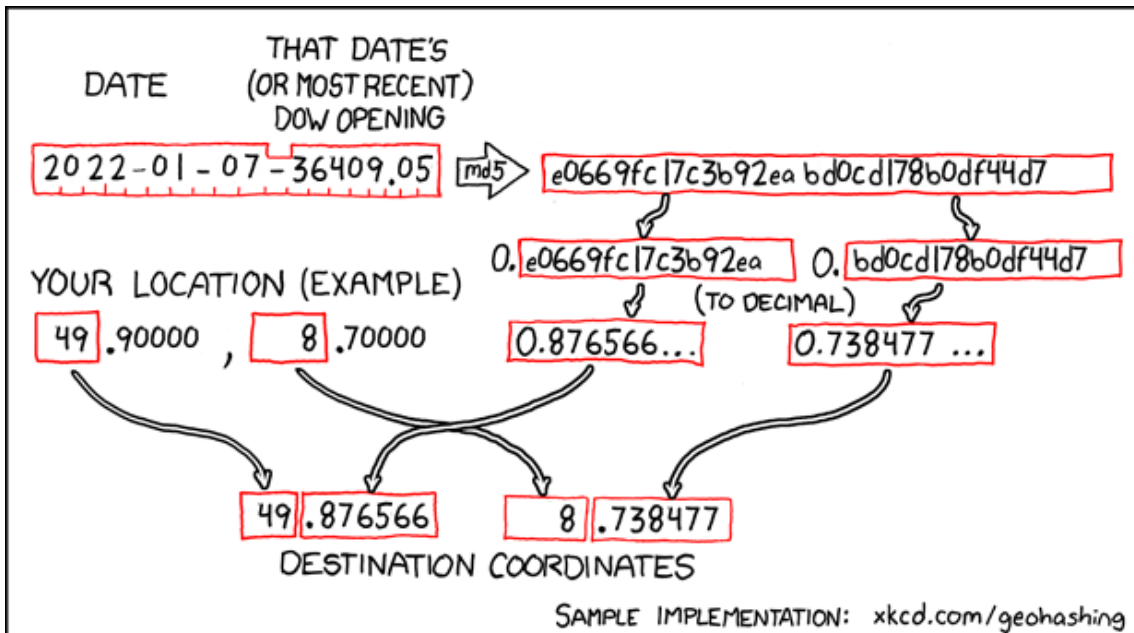 DATE
THAT DATE'S
(OR MOST RECENT)
DOW OPENING
2022-01-07-36409.05
md5
e0669fc17c3b92eabd0cd178b0df44d7
0. e0669fc17c3b92ea
0. bd0cd178b0df44d7
(TO DECIMAL)
YOUR LOCATION (EXAMPLE)
49.90000, 8.70000
0.876566...
0.738477 ...
49.876566
8.738477
DESTINATION COORDINATES
SAMPLE IMPLEMENTATION: xkcd.com/geohashing